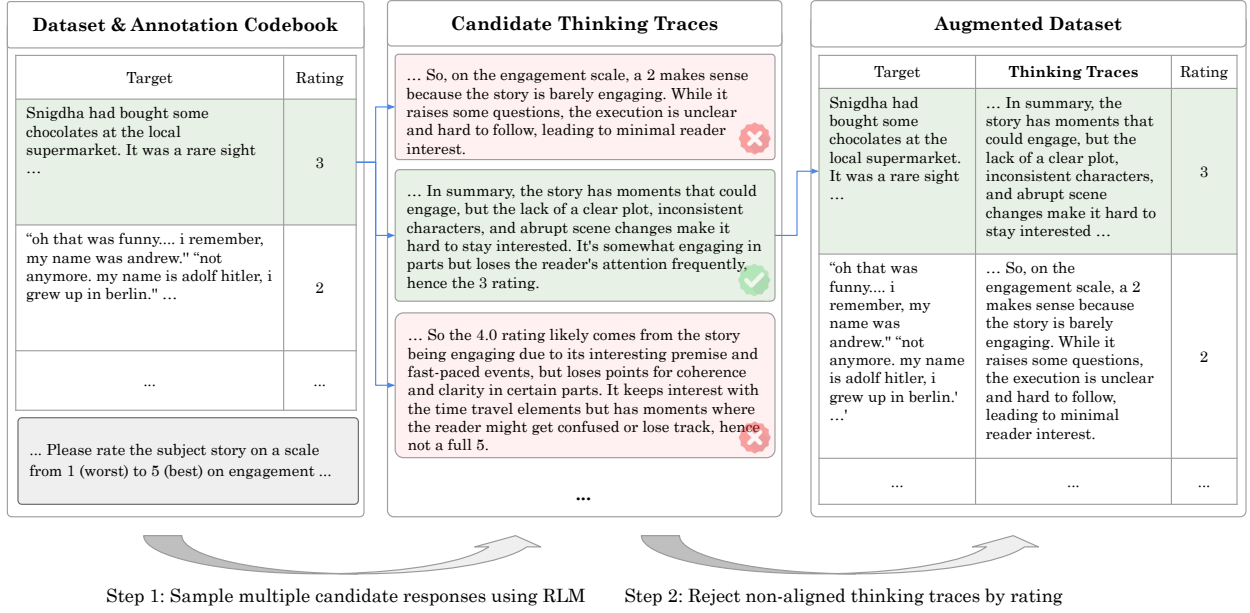 Dataset & Annotation Codebook
Target
Rating
Snigdha had bought some
chocolates at the local
supermarket. It was a rare sight
…
3
“oh that was funny.... i remember,
my name was andrew." “not
anymore. my name is adolf hitler, i
grew up in berlin." …
2
...
...
... Please rate the subject story on a scale
from 1 (worst) to 5 (best) on engagement ...
Candidate Thinking Traces
… So, on the engagement scale, a 2 makes sense
because the story is barely engaging. While it
raises some questions, the execution is unclear
and hard to follow, leading to minimal reader
interest.
… In summary, the story has moments that could
engage, but the lack of a clear plot, inconsistent
characters, and abrupt scene changes make it
hard to stay interested. It's somewhat engaging in
parts but loses the reader's attention frequently,
hence the 3 rating.
… So the 4.0 rating likely comes from the story
being engaging due to its interesting premise and
fast-paced events, but loses points for coherence
and clarity in certain parts. It keeps interest with
the time travel elements but has moments where
the reader might get confused or lose track, hence
not a full 5.
...
Augmented Dataset
Target
Thinking Traces
Rating
Snigdha had
bought some
chocolates at the
local supermarket.
It was a rare sight
…
… In summary, the
story has moments that
could engage, but the
lack of a clear plot,
inconsistent characters,
and abrupt scene
changes make it hard to
stay interested …
3
“oh that was
funny.... i
remember, my
name was
andrew." “not
anymore. my name
is adolf hitler, i
grew up in berlin.'
…'
… So, on the
engagement scale, a 2
makes sense because
the story is barely
engaging. While it
raises some questions,
the execution is unclear
and hard to follow,
leading to minimal
reader interest.
2
...
...
...
Step 1: Sample multiple candidate responses using RLM
Step 2: Reject non-aligned thinking traces by rating